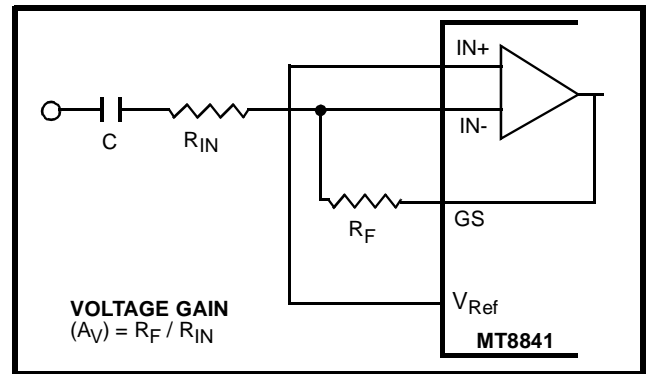 IN+
C
RIN
IN-
RF
GS
VRef
VOLTAGE GAIN
(AV) = RF / RIN
MT8841